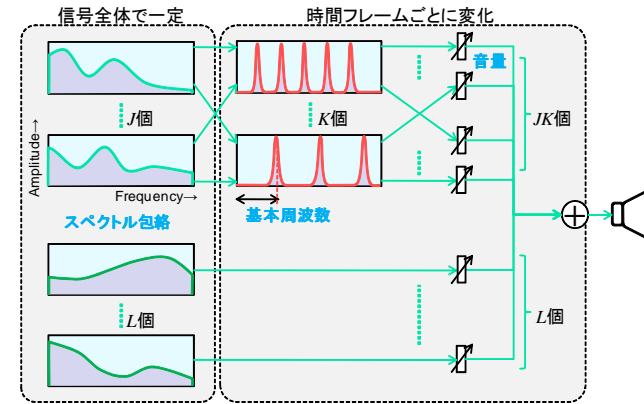 信号全体で一定
時間フレームごとに変化
音量
J個
K個
JK個
Amplitude→
Frequency→
スペクトル包絡
基本周波数
L個
L個